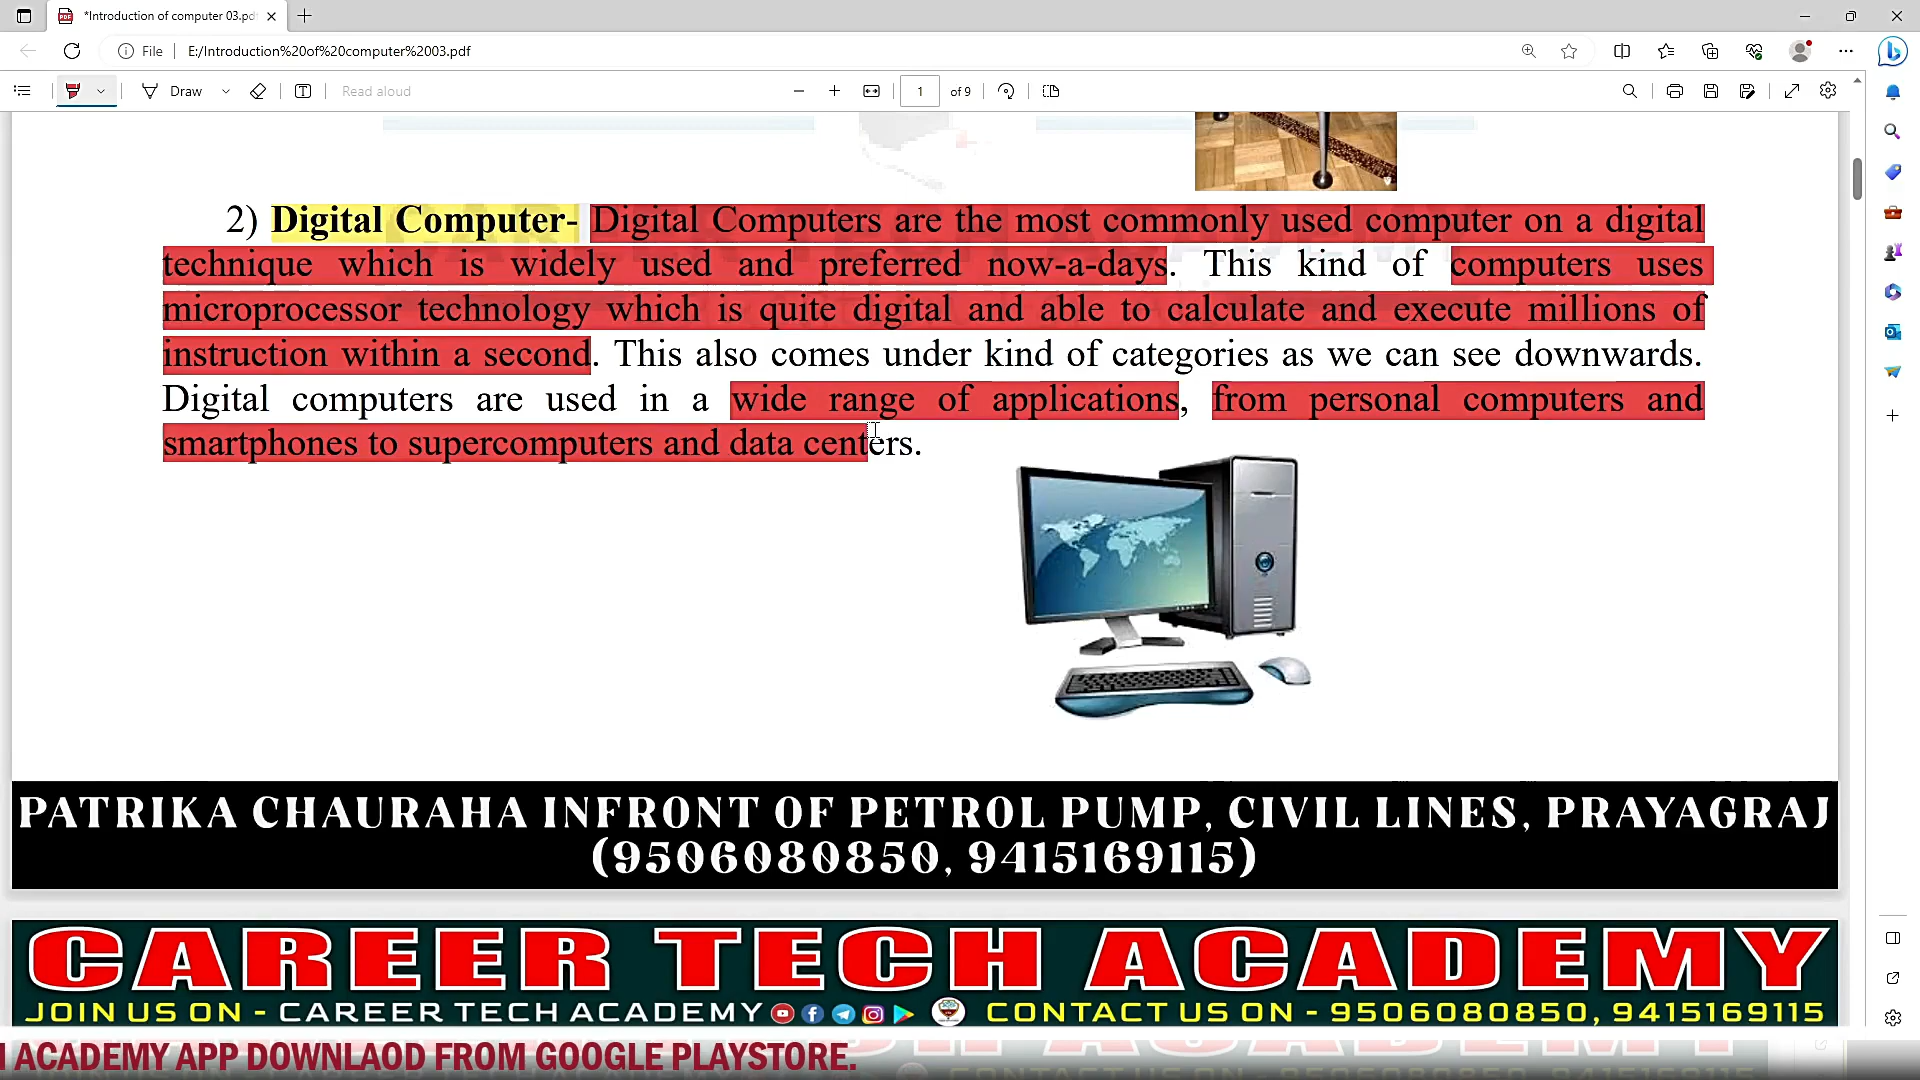 *Introduction of computer 03.pd
File
E:/Introduction%20of%20computer%2003.pdf
Draw
Read aloud
1
of 9
2) Digital Computer- Digital Computers are the most commonly used computer on a digital
technique which is widely used and preferred now-a-days. This kind of computers uses
microprocessor technology which is quite digital and able to calculate and execute millions of
instruction within a second. This also comes under kind of categories as we can see downwards.
Digital computers are used in a wide range of applications, from personal computers and
smartphones to supercomputers and data centers.
PATRIKA CHAURAHA INFRONT OF PETROL PUMP, CIVIL LINES, PRAYAGRAJ
(9506080850, 9415169115)
CAREER TECH ACADEMY
JOIN US ON - CAREER TECH ACADEMY CONTACT US ON - 9506080850, 9415169115
ACADEMY APP DOWNLAOD FROM GOOGLE PLAYSTORE.